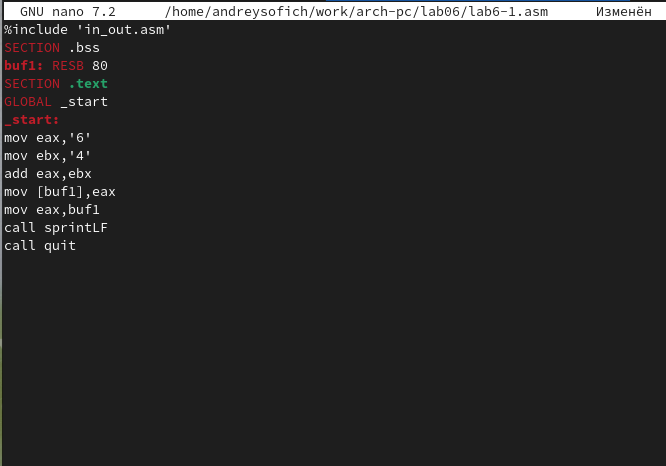 GNU nano 7.2 /home/andreysofich/work/arch-pc/lab06/lab6-1.asm Изменён
%include 'in_out.asm'
SECTION .bss
buf1: RESB 80
SECTION .text
GLOBAL _start
_start:
mov eax,'6'
mov ebx,'4'
add eax,ebx
mov [buf1],eax
mov eax,buf1
call sprintLF
call quit